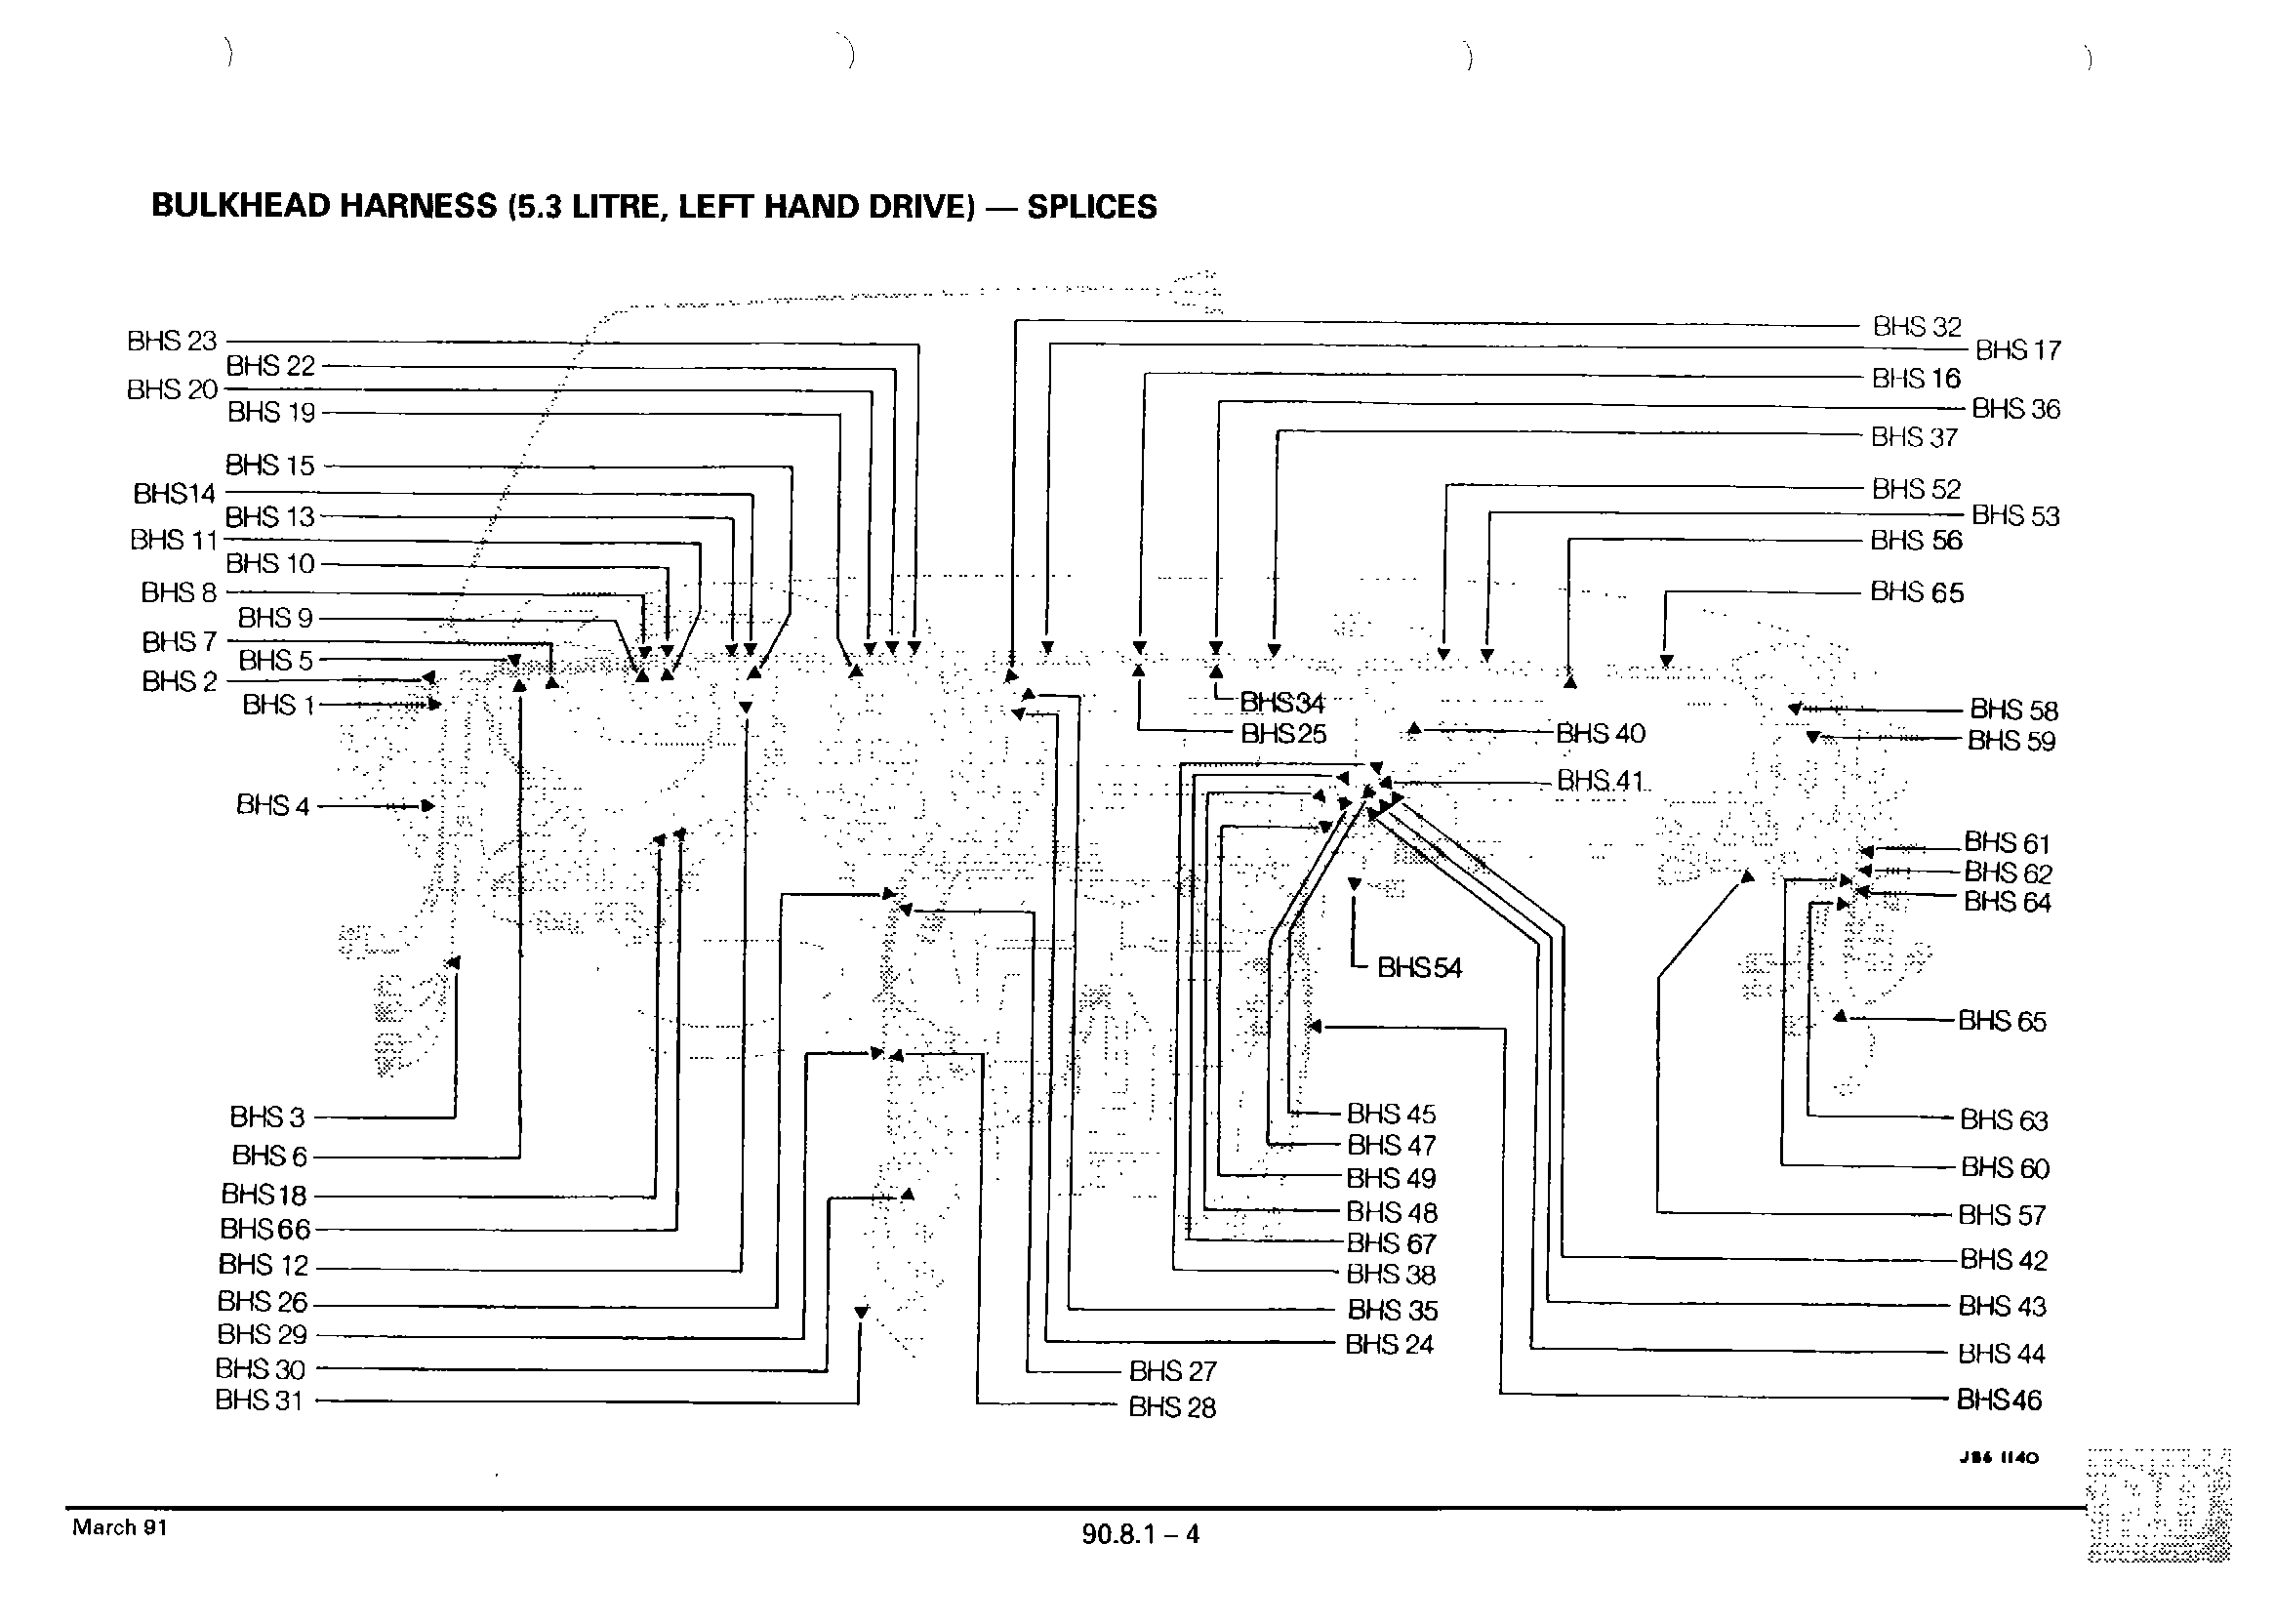 BULKHEAD HARNESS (5.3 LITRE, LEFT HAND DRIVE) — SPLICES
BHS 23
BHS 22
BHS 20
BHS 19
BHS 15
BHS14
BHS 13
BHS 11
BHS 10
BHS 8
BHS 9
BHS 7
BHS 5
BHS 2
BHS 1
BHS 4
BHS 3
BHS 6
BHS18
BHS66
BHS 12
BHS 26
BHS 29
BHS 30
BHS 31
BHS 27
BHS 28
BHS34
BHS25
BHS 40
BHS 41
BHS54
BHS 45
BHS 47
BHS 49
BHS 48
BHS 67
BHS 38
BHS 35
BHS 24
BHS 32
BHS 17
BHS 16
BHS 36
BHS 37
BHS 52
BHS 53
BHS 56
BHS 65
BHS 58
BHS 59
BHS 61
BHS 62
BHS 64
BHS 65
BHS 63
BHS 60
BHS 57
BHS 42
BHS 43
BHS 44
BHS46
March 91
90.8.1 – 4